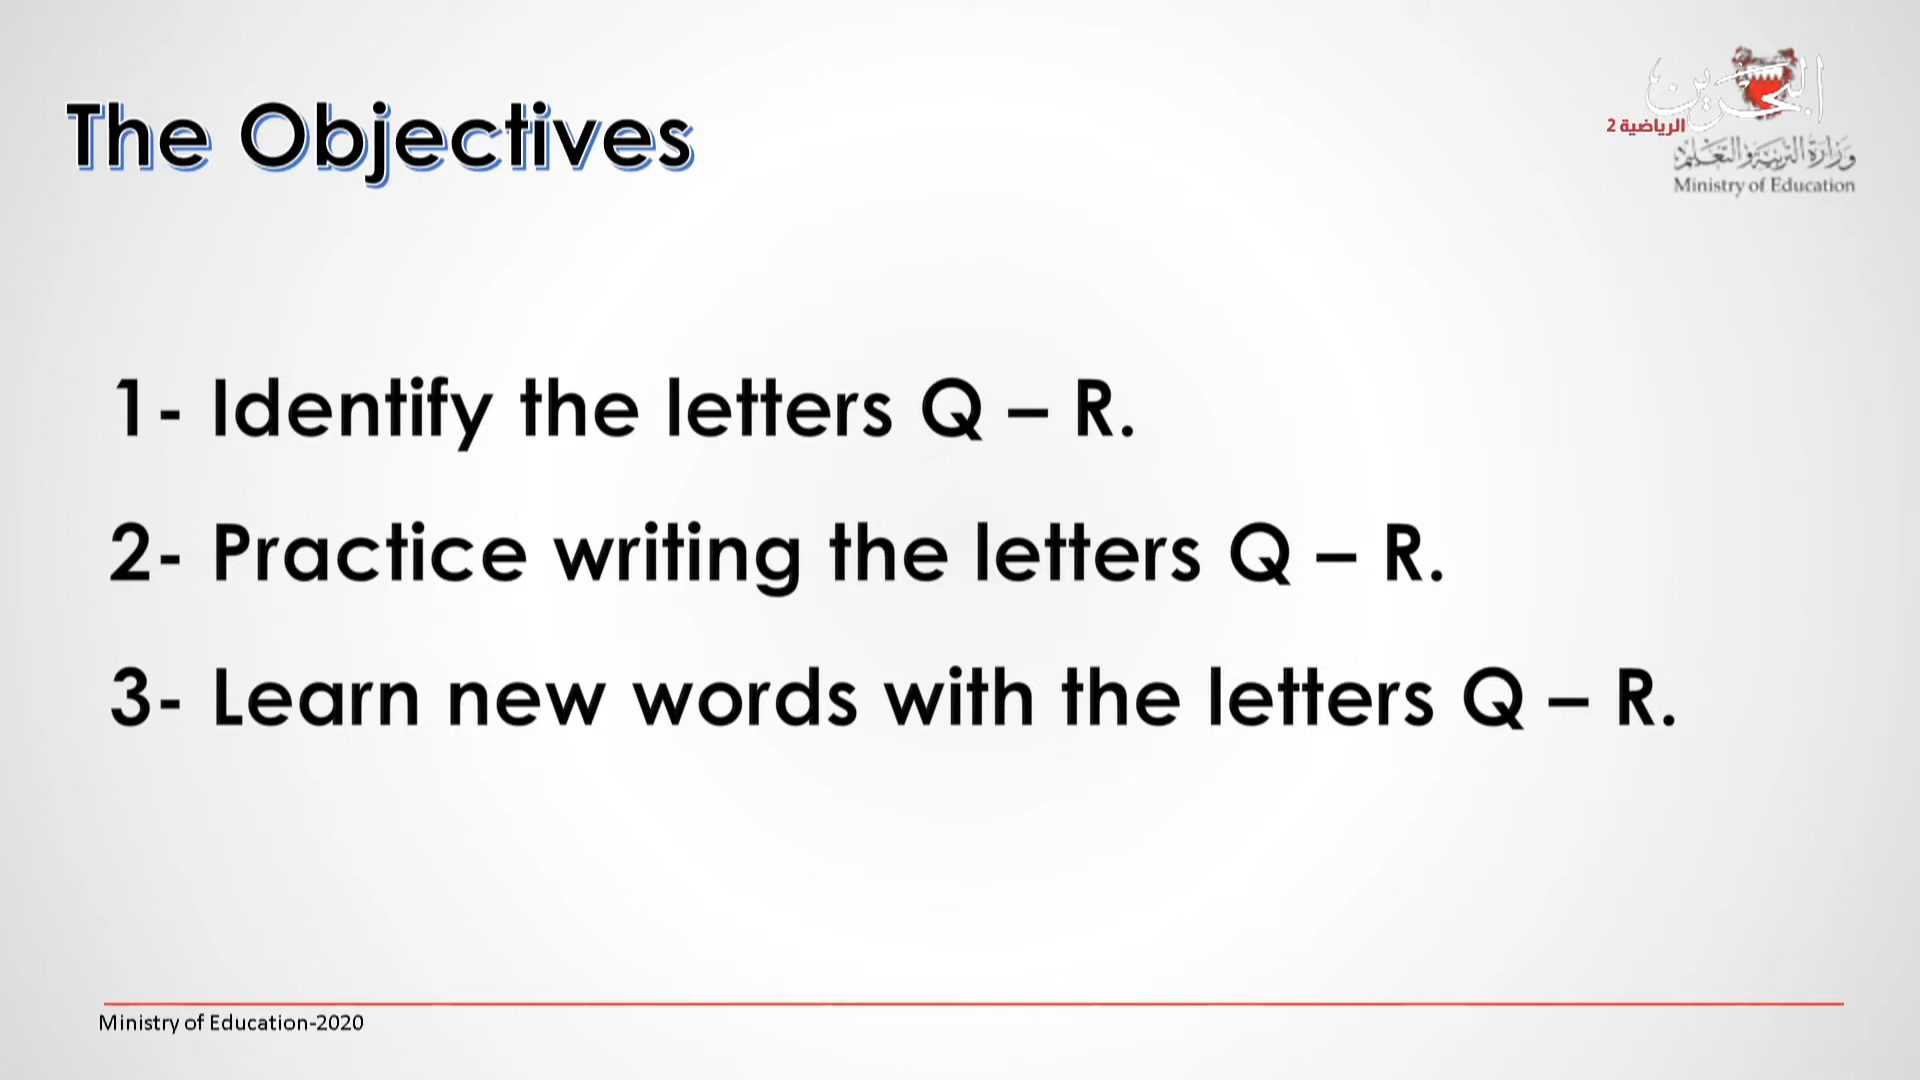 The Objectives
البحرين
الرياضية 2
وزارة التربية والتعليم
Ministry of Education
1- Identify the letters Q – R.
2- Practice writing the letters Q – R.
3- Learn new words with the letters Q – R.
Ministry of Education-2020